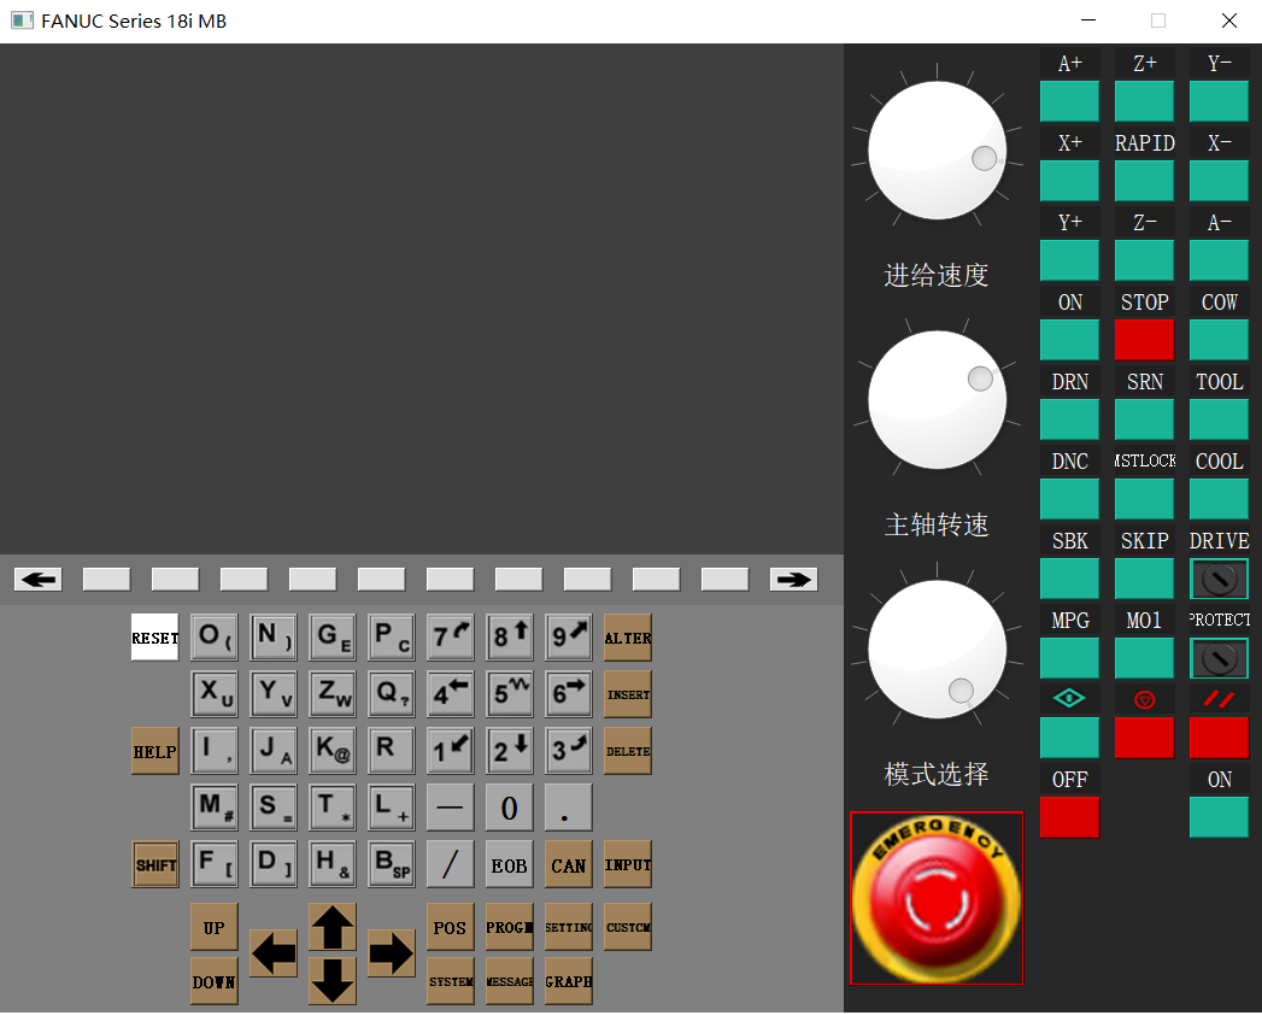 FANUC Series 18i MB
A+ Z+ Y-
X+ RAPID X-
Y+ Z- A-
进给速度
ON STOP COW
DRN SRN TOOL
DNC MSTLOCK COOL
主轴转速
SBK SKIP DRIVE
MPG M01 PROTECT
模式选择
OFF ON
EMERGENCY
RESET O ( N ) G E P C 7 8 9 ALTER
X U Y V Z W Q ? 4 5 6 INSERT
HELP I , J A K @ R 1 2 3 DELETE
M # S = T * L + — 0 .
SHIFT F [ D ] H & B SP / EOB CAN INPUT
UP POS PROGM SETTING CUSTCM
DOWN SYSTEM MESSAGE GRAPH